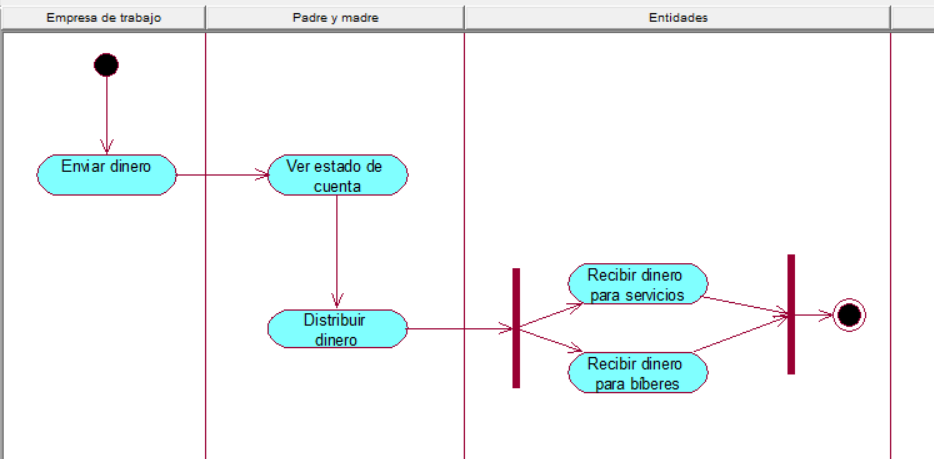 Empresa de trabajo
Padre y madre
Entidades
Enviar dinero
Ver estado de
cuenta
Distribuir
dinero
Recibir dinero
para servicios
Recibir dinero
para bíberes